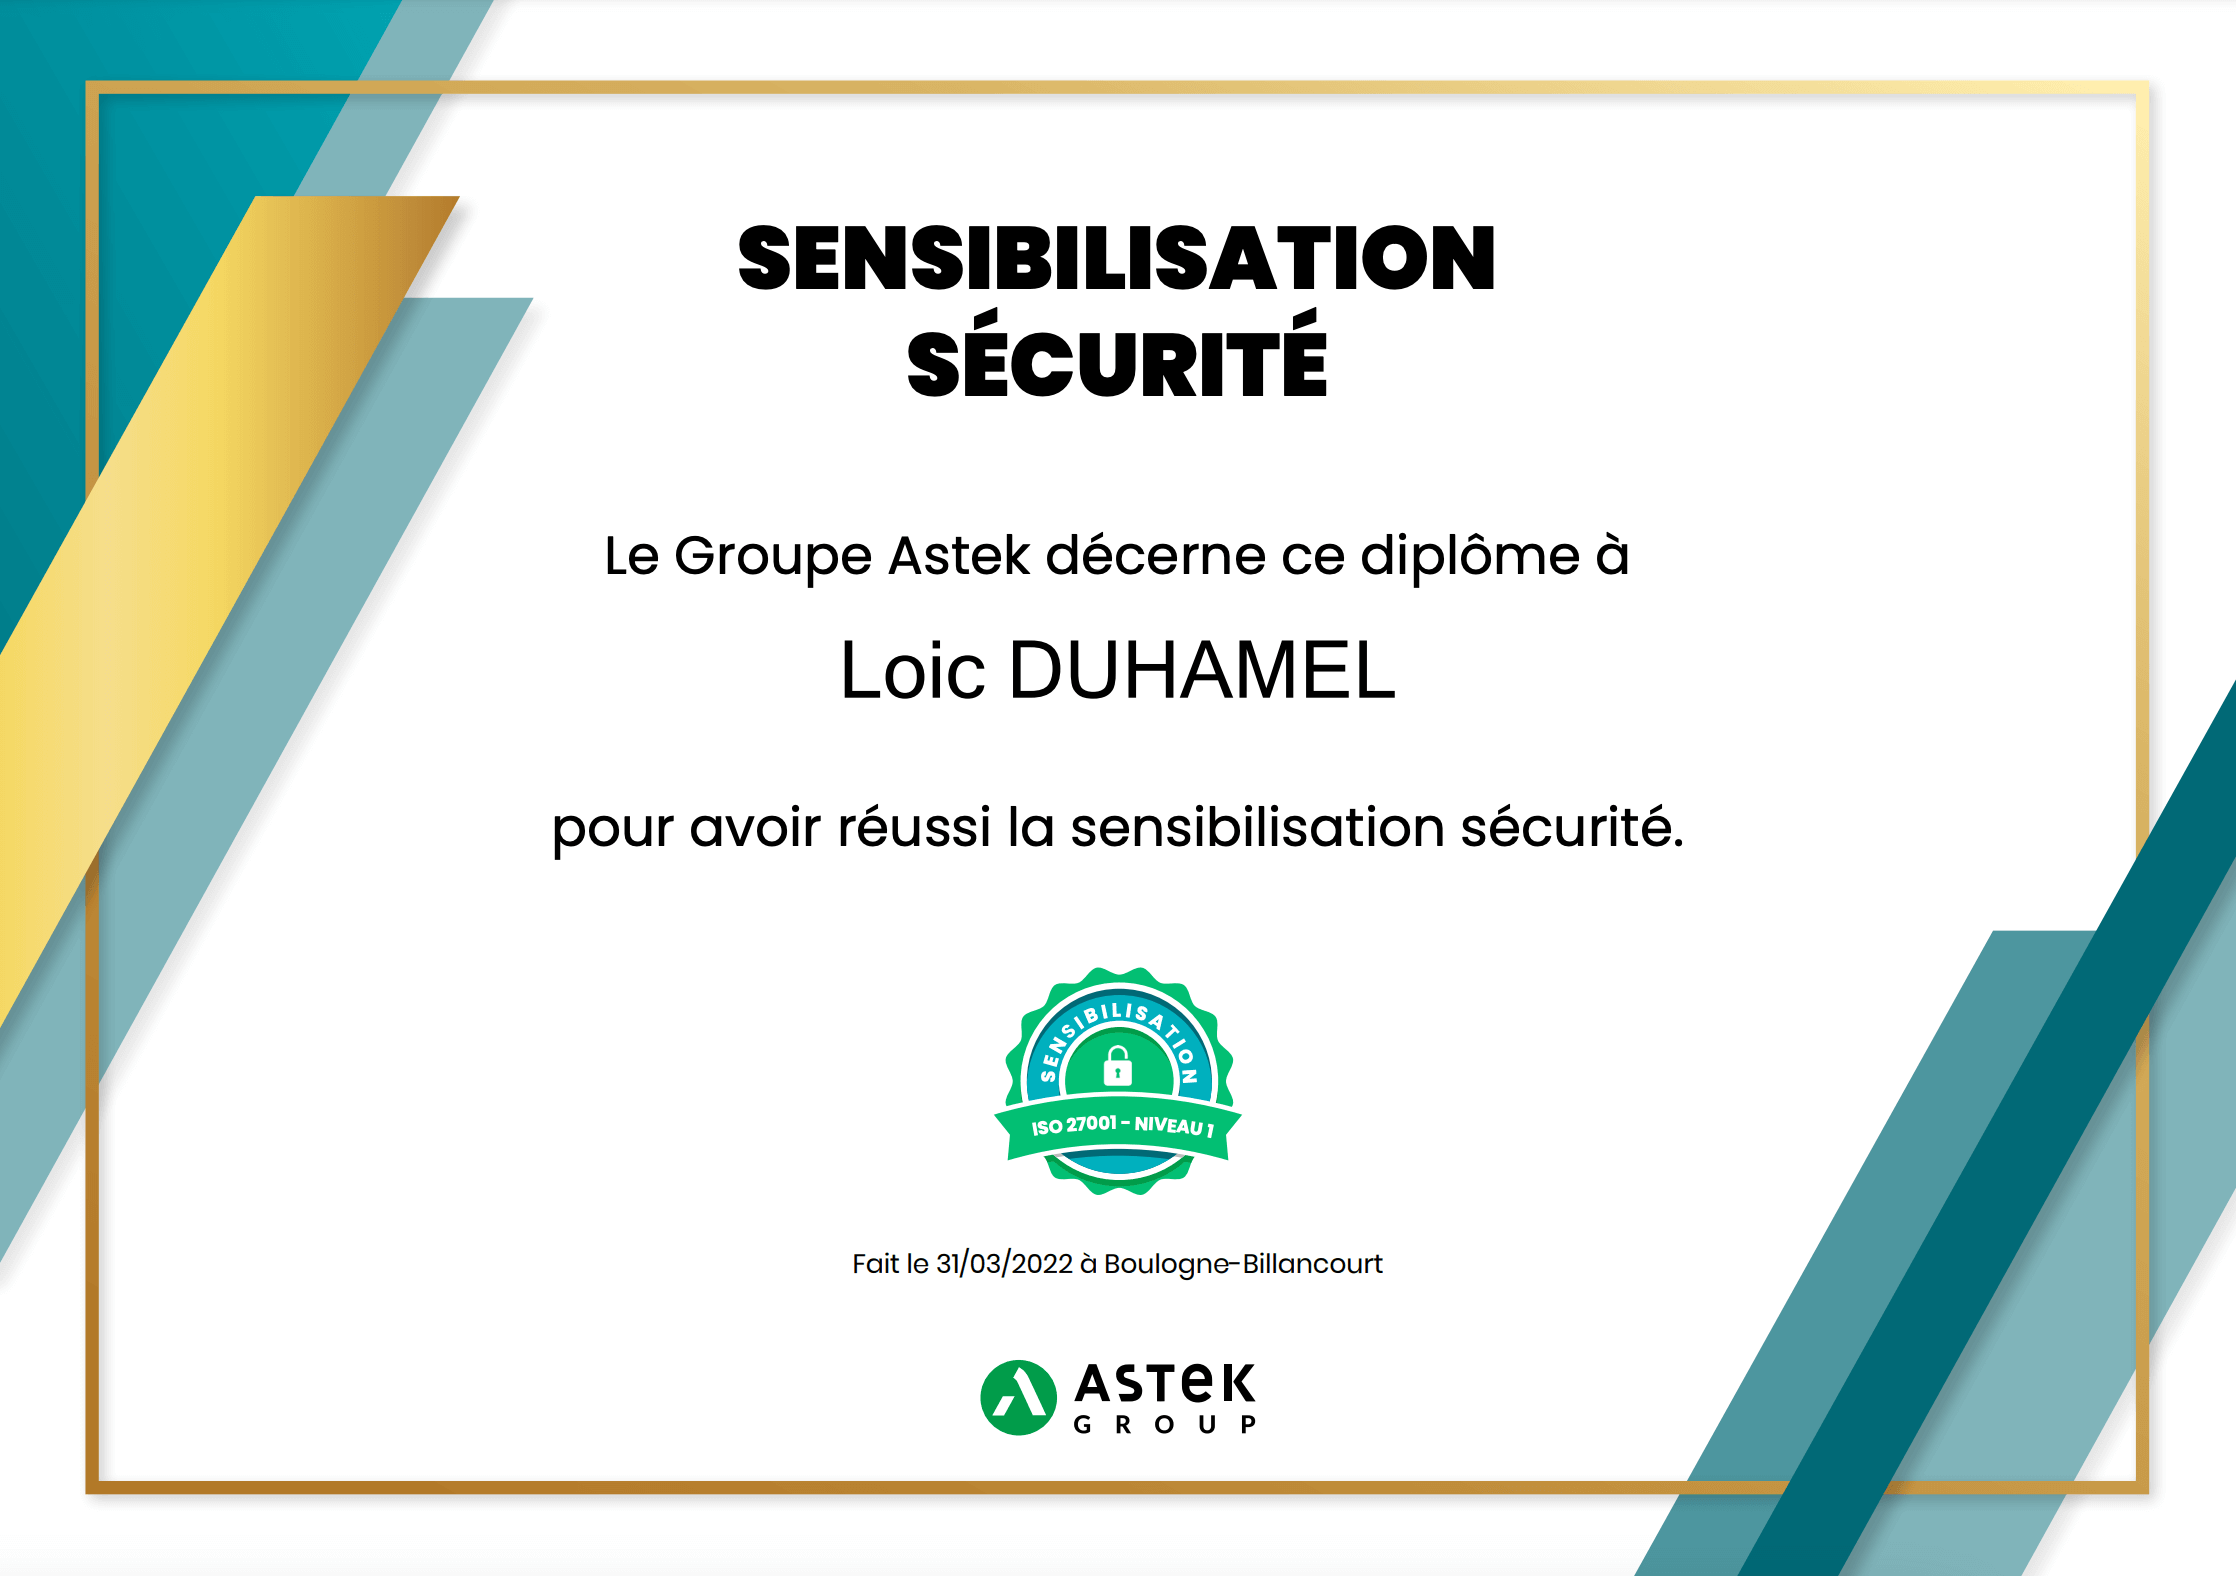 SENSIBILISATION
SÉCURITÉ
Le Groupe Astek décerne ce diplôme à
Loic DUHAMEL
pour avoir réussi la sensibilisation sécurité.
SENSIBILISATION
ISO 27001 - NIVEAU 1
Fait le 31/03/2022 à Boulogne-Billancourt
ASTeK
GROUP